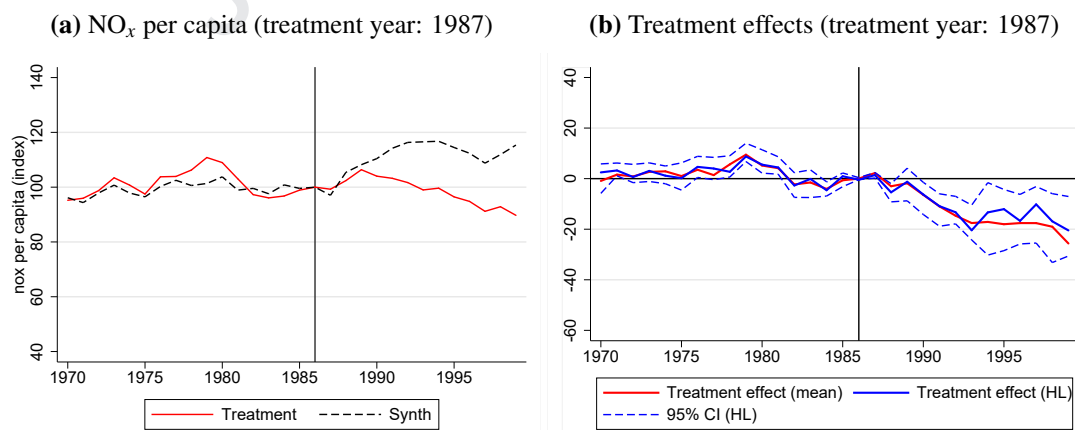 (a) NOx per capita (treatment year: 1987)
nox per capita (index)
140
120
100
80
60
40
1970 1975 1980 1985 1990 1995
Treatment Synth
(b) Treatment effects (treatment year: 1987)
40
20
0
-20
-40
-60
1970 1975 1980 1985 1990 1995
Treatment effect (mean) Treatment effect (HL)
95% CI (HL)